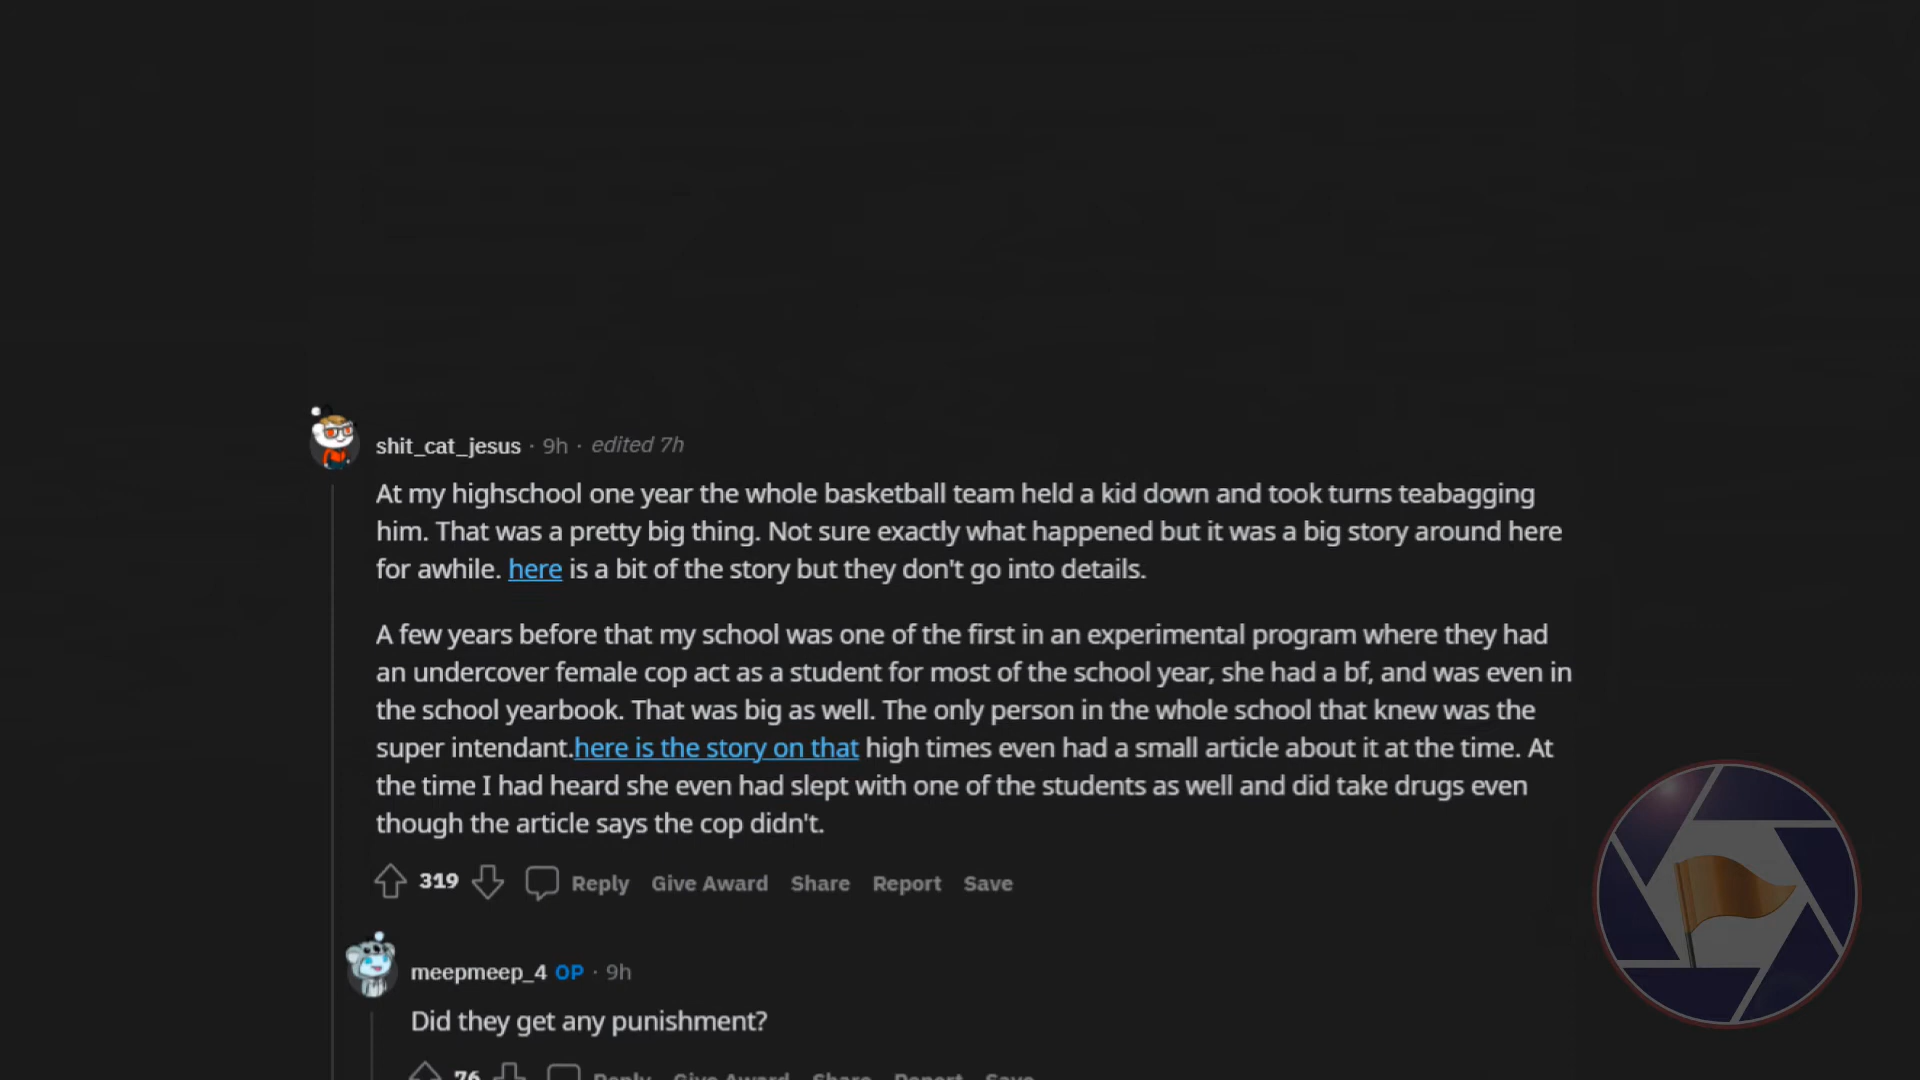 shit_cat_jesus · 9h · edited 7h
At my highschool one year the whole basketball team held a kid down and took turns teabagging
him. That was a pretty big thing. Not sure exactly what happened but it was a big story around here
for awhile. here is a bit of the story but they don't go into details.
A few years before that my school was one of the first in an experimental program where they had
an undercover female cop act as a student for most of the school year, she had a bf, and was even in
the school yearbook. That was big as well. The only person in the whole school that knew was the
super intendant.here is the story on that high times even had a small article about it at the time. At
the time I had heard she even had slept with one of the students as well and did take drugs even
though the article says the cop didn't.
319 Reply Give Award Share Report Save
meepmeep_4 OP · 9h
Did they get any punishment?
76 Reply Give Award Share Report Save